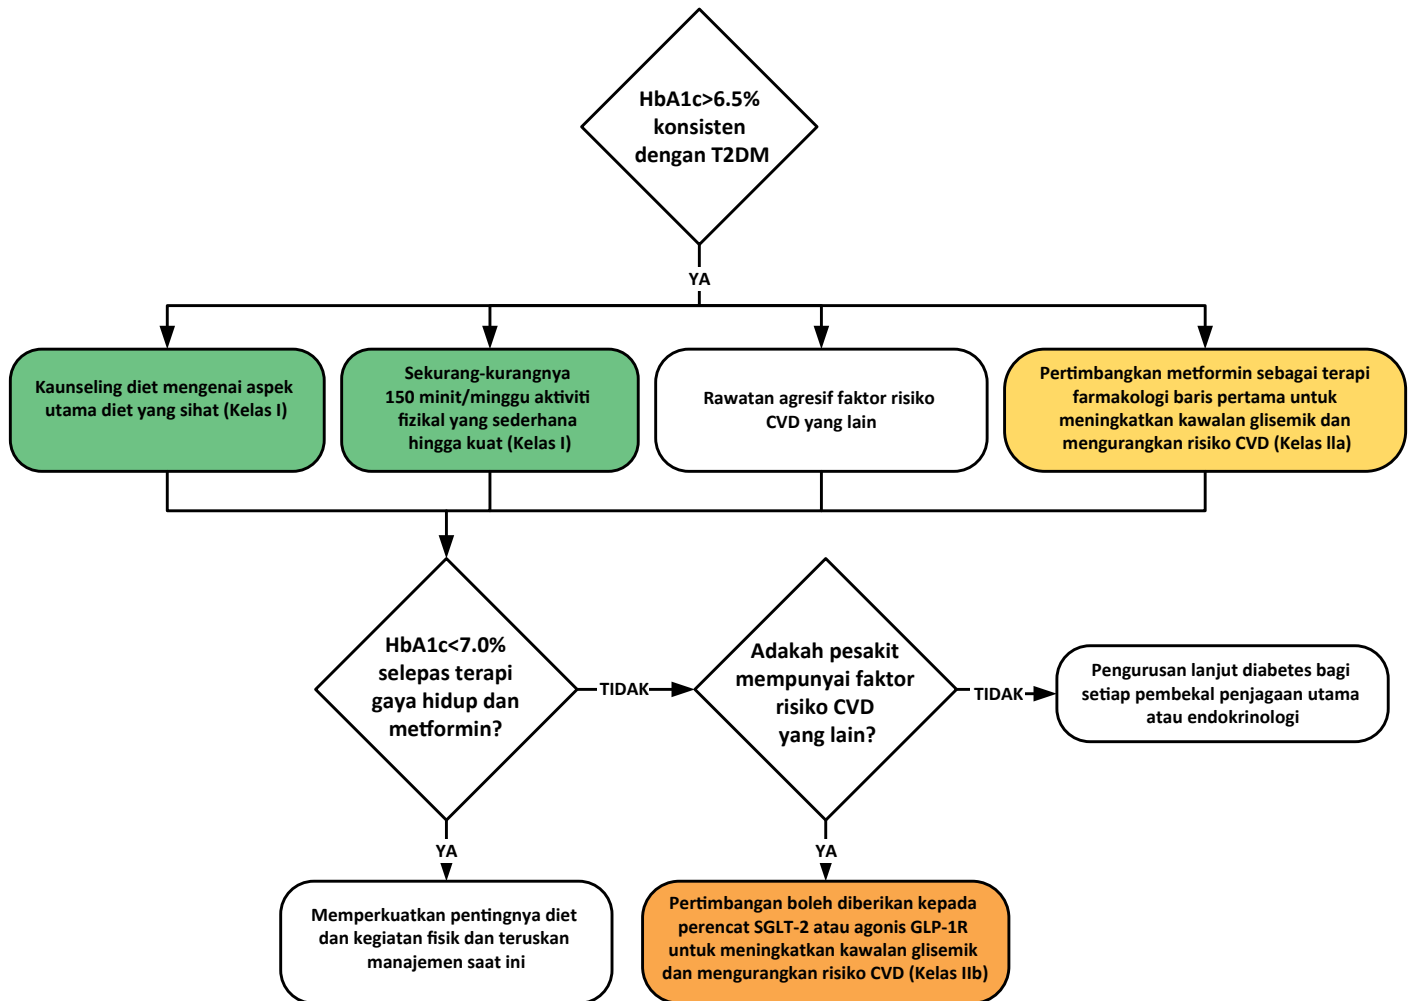 HbA1c>6.5%
konsisten
dengan T2DM
YA
Kaunseling diet mengenai aspek
utama diet yang sihat (Kelas I)
Sekurang-kurangnya
150 minit/minggu aktiviti
fizikal yang sederhana
hingga kuat (Kelas I)
Rawatan agresif faktor risiko
CVD yang lain
Pertimbangkan metformin sebagai terapi
farmakologi baris pertama untuk
meningkatkan kawalan glisemik dan
mengurangkan risiko CVD (Kelas IIa)
HbA1c<7.0%
selepas terapi
gaya hidup dan
metformin?
TIDAK
Adakah pesakit
mempunyai faktor
risiko CVD
yang lain?
TIDAK
Pengurusan lanjut diabetes bagi
setiap pembekal penjagaan utama
atau endokrinologi
YA
YA
Memperkuatkan pentingnya diet
dan kegiatan fisik dan teruskan
manajemen saat ini
Pertimbangan boleh diberikan kepada
perencat SGLT-2 atau agonis GLP-1R
untuk meningkatkan kawalan glisemik
dan mengurangkan risiko CVD (Kelas IIb)